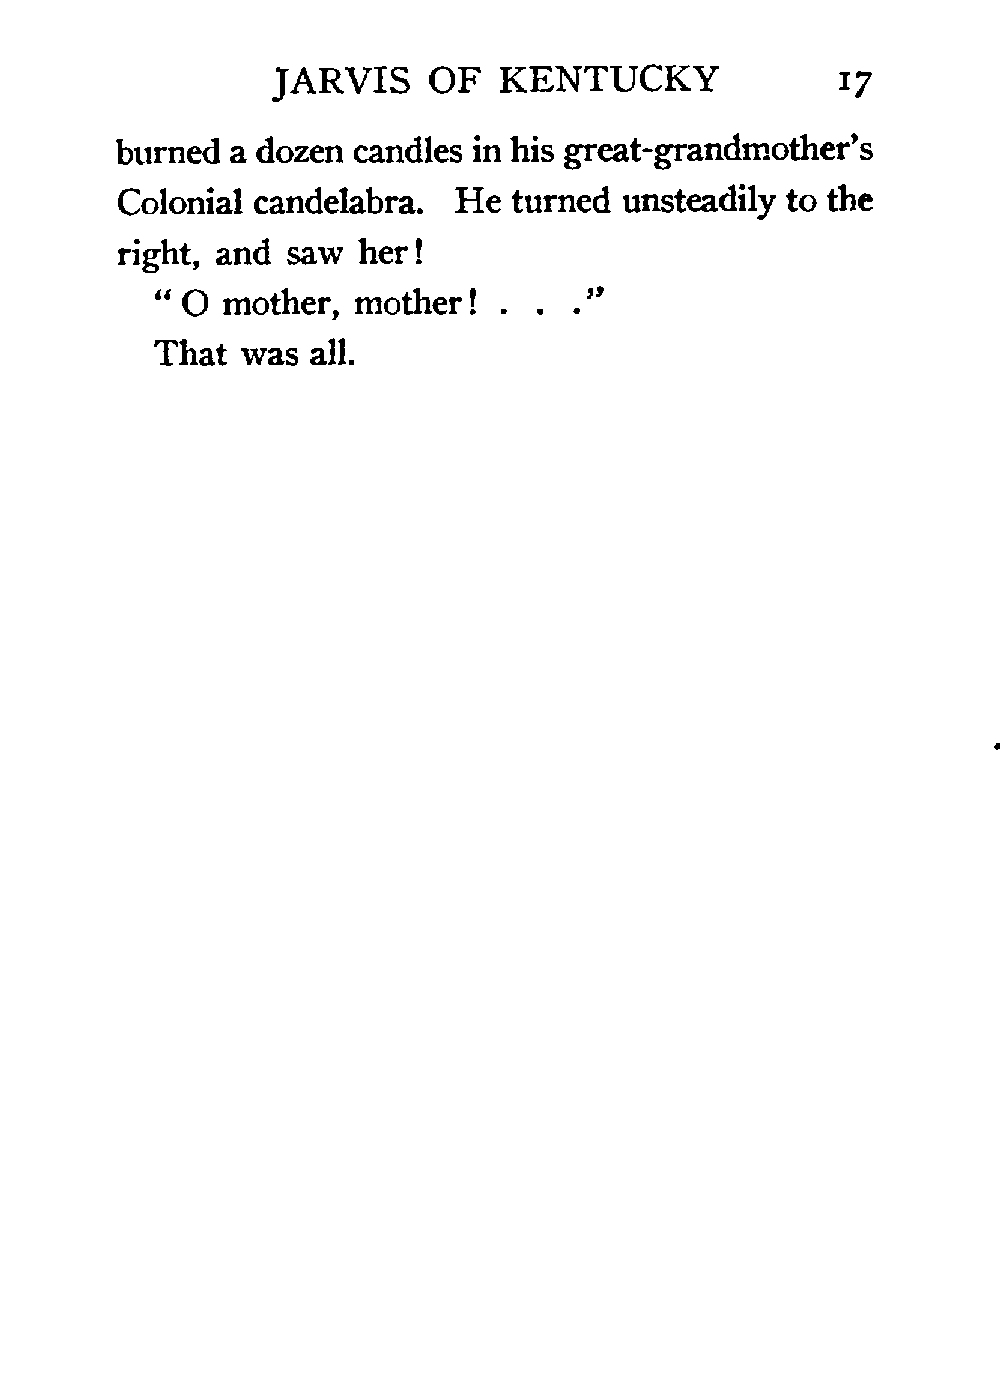 JARVIS OF KENTUCKY 17
burned a dozen candles in his great-grandmother's
Colonial candelabra. He turned unsteadily to the
right, and saw her!
" O mother, mother! . . ."
That was all.